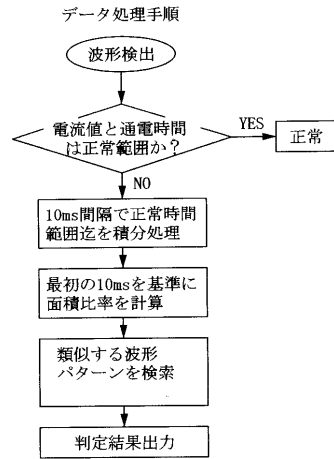 データ処理手順
波形検出
電流値と通電時間
は正常範囲か?
YES
正常
NO
10ms間隔で正常時間
範囲迄を積分処理
最初の10msを基準に
面積比率を計算
類似する波形
パターンを検索
判定結果出力